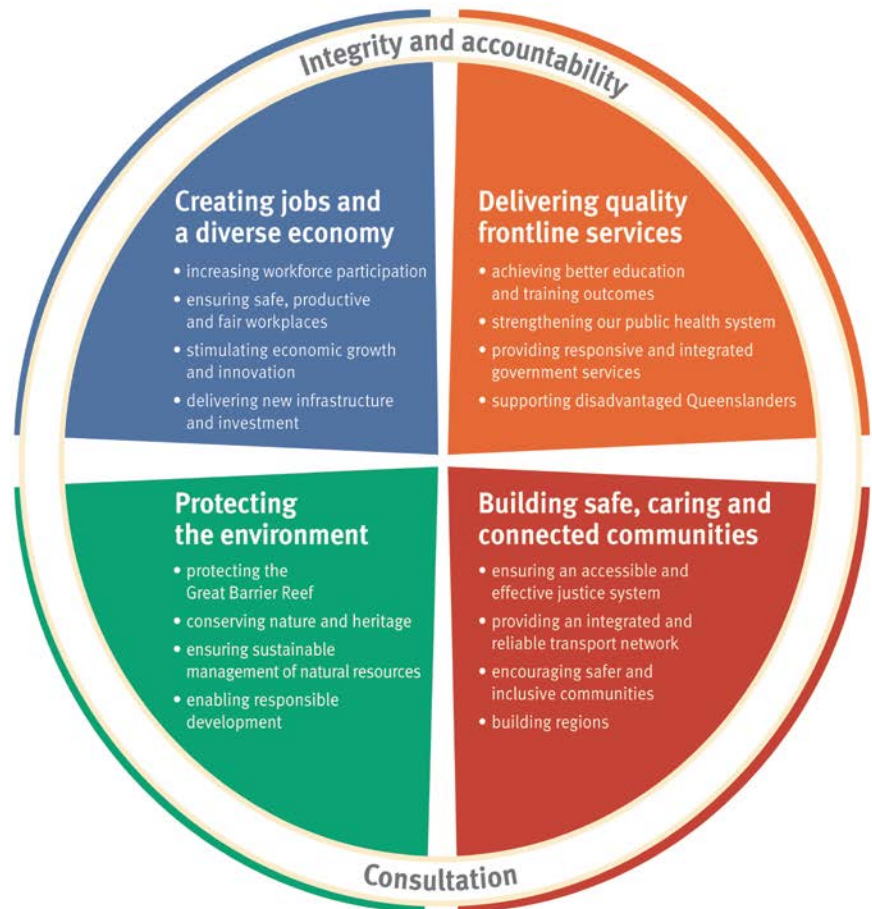 Integrity and accountability
Creating jobs and
a diverse economy
• increasing workforce participation
• ensuring safe, productive
and fair workplaces
• stimulating economic growth
and innovation
• delivering new infrastructure
and investment
Delivering quality
frontline services
• achieving better education
and training outcomes
• strengthening our public health system
• providing responsive and integrated
government services
• supporting disadvantaged Queenslanders
Protecting
the environment
• protecting the
Great Barrier Reef
• conserving nature and heritage
• ensuring sustainable
management of natural resources
• enabling responsible
development
Building safe, caring and
connected communities
• ensuring an accessible and
effective justice system
• providing an integrated and
reliable transport network
• encouraging safer and
inclusive communities
• building regions
Consultation